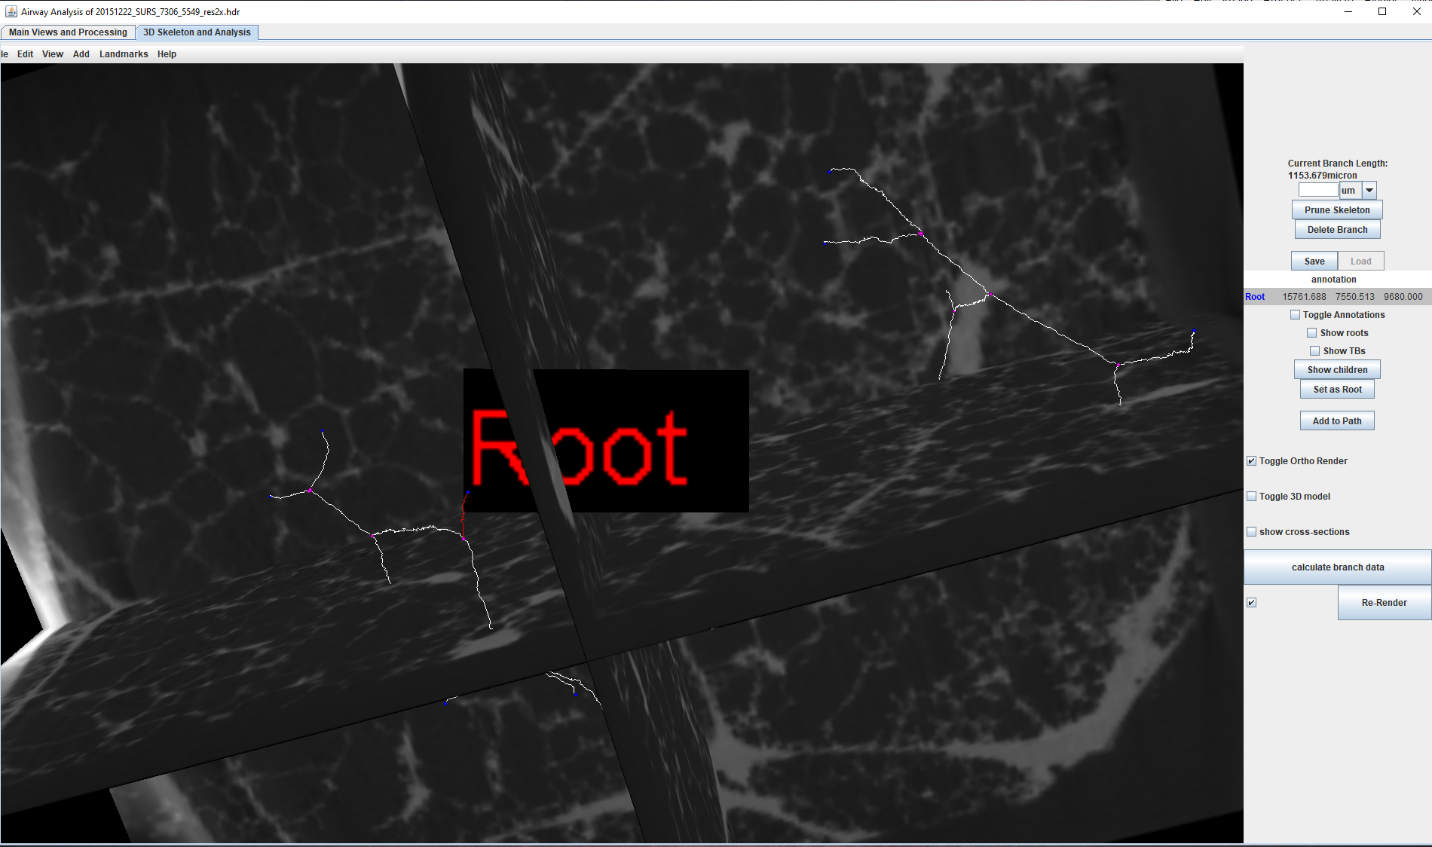 Airway Analysis of 20151222_SURS_7306_5549_res2x.hdr
Main Views and Processing 3D Skeleton and Analysis
le Edit View Add Landmarks Help
Current Branch Length:
1153.679micron
um
Prune Skeleton
Delete Branch
Save Load
annotation
Root 15761.688 7550.513 9680.000
Toggle Annotations
Show roots
Show TBs
Show children
Set as Root
Add to Path
Toggle Ortho Render
Toggle 3D model
show cross-sections
calculate branch data
Re-Render
Root